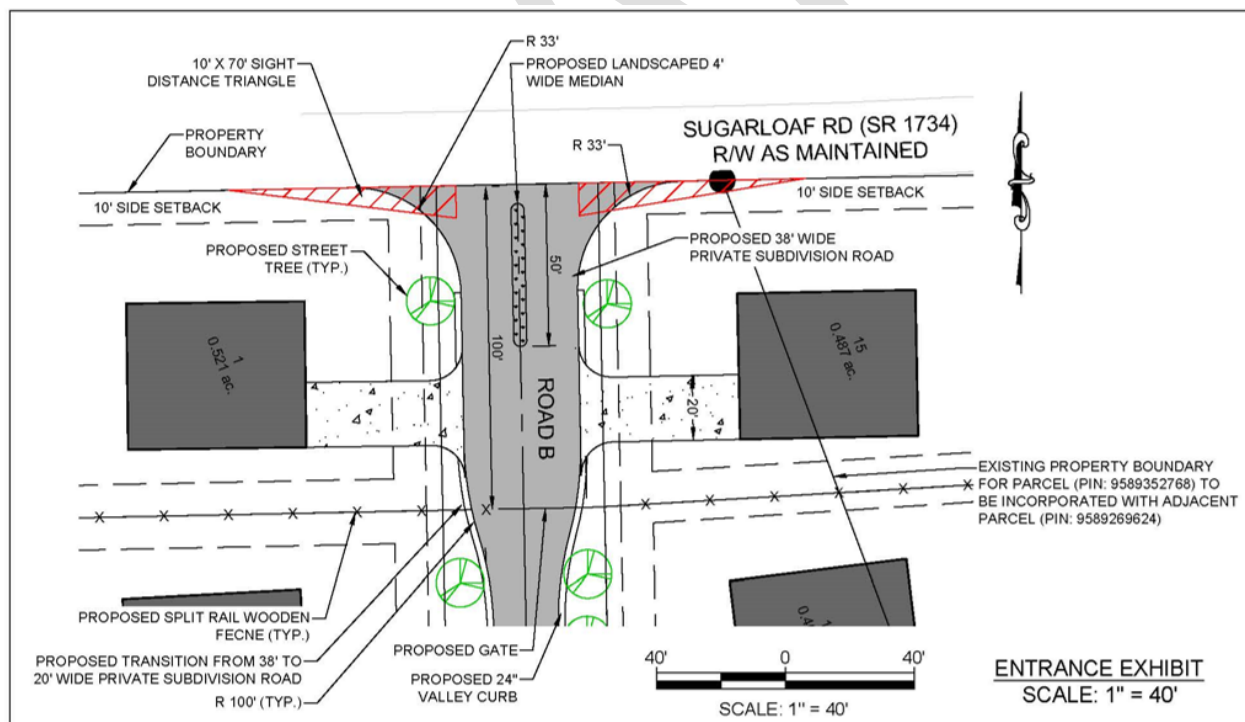 R 33'
10' X 70' SIGHT
DISTANCE TRIANGLE
PROPOSED LANDSCAPED 4'
WIDE MEDIAN
SUGARLOAF RD (SR 1734)
R/W AS MAINTAINED
PROPERTY
BOUNDARY
R 33'
10' SIDE SETBACK
10' SIDE SETBACK
PROPOSED STREET
TREE (TYP.)
PROPOSED 38' WIDE
PRIVATE SUBDIVISION ROAD
50'
100'
1
0.521 ac.
15
0.487 ac.
ROAD B
20'
EXISTING PROPERTY BOUNDARY
FOR PARCEL (PIN: 9589352768) TO
BE INCORPORATED WITH ADJACENT
PARCEL (PIN: 9589269624)
PROPOSED SPLIT RAIL WOODEN
FECNE (TYP.)
PROPOSED TRANSITION FROM 38' TO
20' WIDE PRIVATE SUBDIVISION ROAD
R 100' (TYP.)
PROPOSED GATE
PROPOSED 24"
VALLEY CURB
40' 0 40'
SCALE: 1" = 40'
ENTRANCE EXHIBIT
SCALE: 1" = 40'